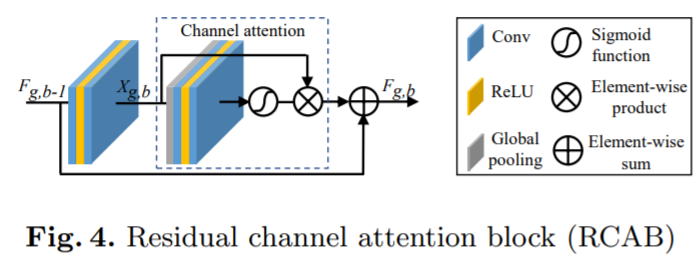 Channel attention
F_{g,b-1}
X_{g,b}
F_{g,b}
Conv
Sigmoid
function
ReLU
Element-wise
product
Global
pooling
Element-wise
sum
Fig. 4. Residual channel attention block (RCAB)